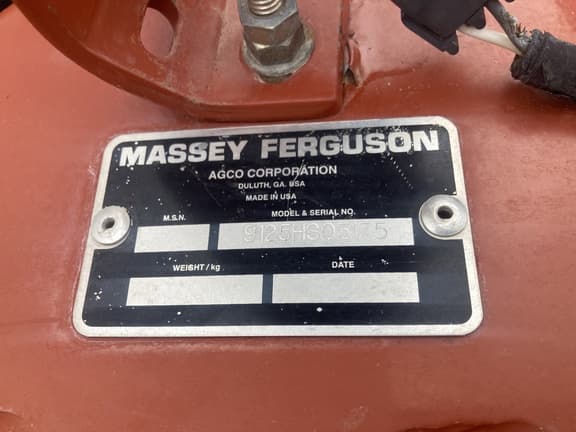 MASSEY FERGUSON
AGCO CORPORATION
DULUTH, GA. USA
MADE IN USA
M.S.N. MODEL & SERIAL NO.
WEIGHT / kg DATE